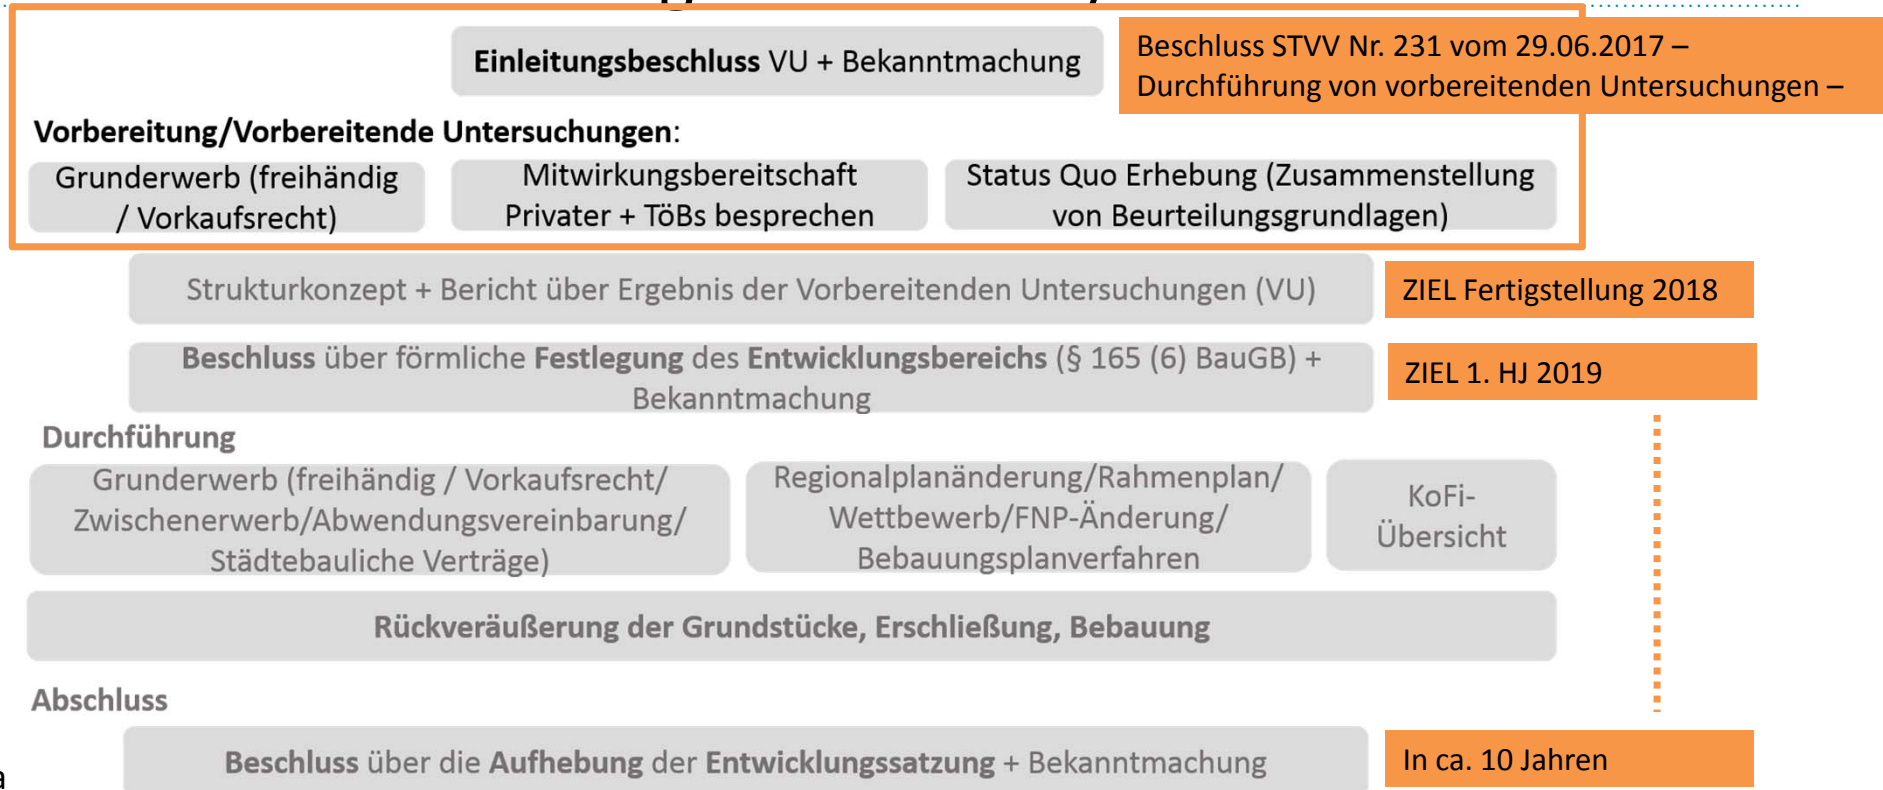 Einleitungsbeschluss VU + Bekanntmachung
Beschluss STVV Nr. 231 vom 29.06.2017 –
Durchführung von vorbereitenden Untersuchungen –
Vorbereitung/Vorbereitende Untersuchungen:
Grunderwerb (freihändig
/ Vorkaufsrecht)
Mitwirkungsbereitschaft
Privater + TöBs besprechen
Status Quo Erhebung (Zusammenstellung
von Beurteilungsgrundlagen)
Strukturkonzept + Bericht über Ergebnis der Vorbereitenden Untersuchungen (VU)
ZIEL Fertigstellung 2018
Beschluss über förmliche Festlegung des Entwicklungsbereichs (§ 165 (6) BauGB) +
Bekanntmachung
ZIEL 1. HJ 2019
Durchführung
Grunderwerb (freihändig / Vorkaufsrecht/
Zwischenerwerb/Abwendungsvereinbarung/
Städtebauliche Verträge)
Regionalplanänderung/Rahmenplan/
Wettbewerb/FNP-Änderung/
Bebauungsplanverfahren
KoFi-
Übersicht
Rückveräußerung der Grundstücke, Erschließung, Bebauung
Abschluss
Beschluss über die Aufhebung der Entwicklungssatzung + Bekanntmachung
In ca. 10 Jahren
a